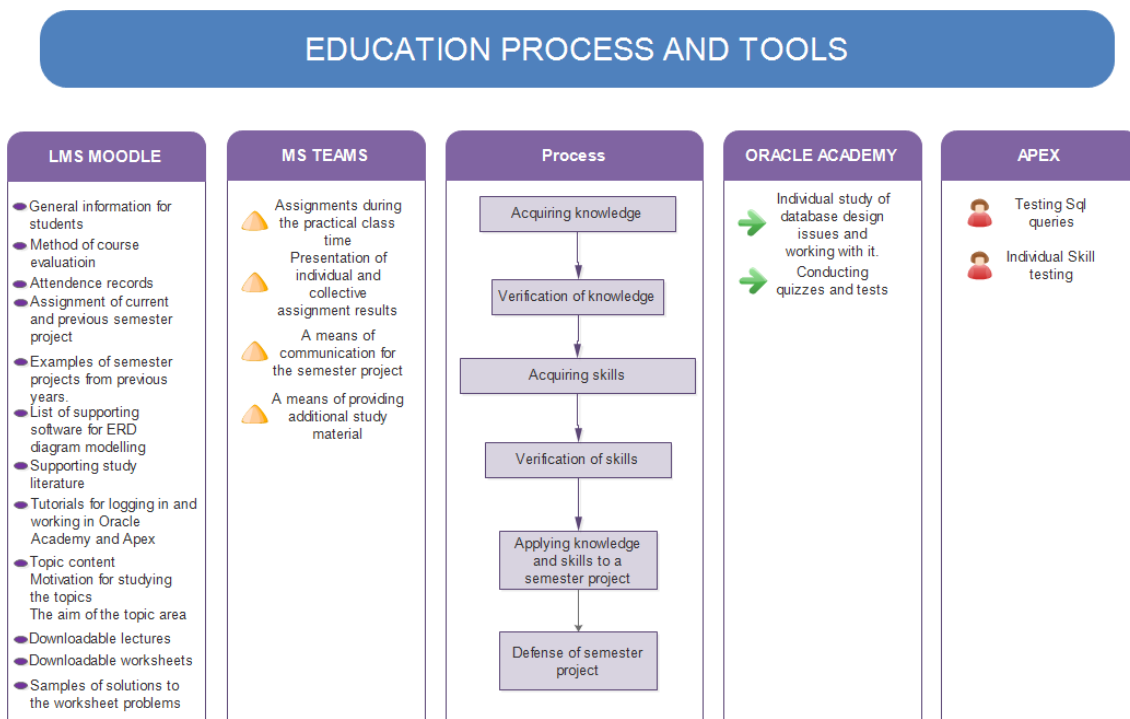 EDUCATION PROCESS AND TOOLS
LMS MOODLE
General information for
students
Method of course
evaluatioin
Attendence records
Assignment of current
and previous semester
project
Examples of semester
projects from previous
years.
List of supporting
software for ERD
diagram modelling
Supporting study
literature
Tutorials for logging in and
working in Oracle
Academy and Apex
Topic content
Motivation for studying
the topics
The aim of the topic area
Downloadable lectures
Downloadable worksheets
Samples of solutions to
the worksheet problems
MS TEAMS
Assignments during
the practical class
time
Presentation of
individual and
collective
assignment results
A means of
communication for
the semester project
A means of providing
additional study
material
Process
Acquiring knowledge
Verification of knowledge
Acquiring skills
Verification of skills
Applying knowledge
and skills to a
semester project
Defense of semester
project
ORACLE ACADEMY
Individual study of
database design
issues and
working with it.
Conducting
quizzes and tests
APEX
Testing Sql
queries
Individual Skill
testing